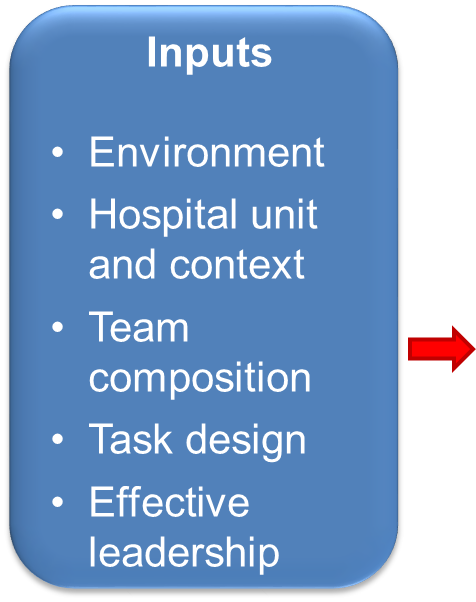 Inputs
• Environment
• Hospital unit
and context
• Team
composition
• Task design
• Effective
leadership